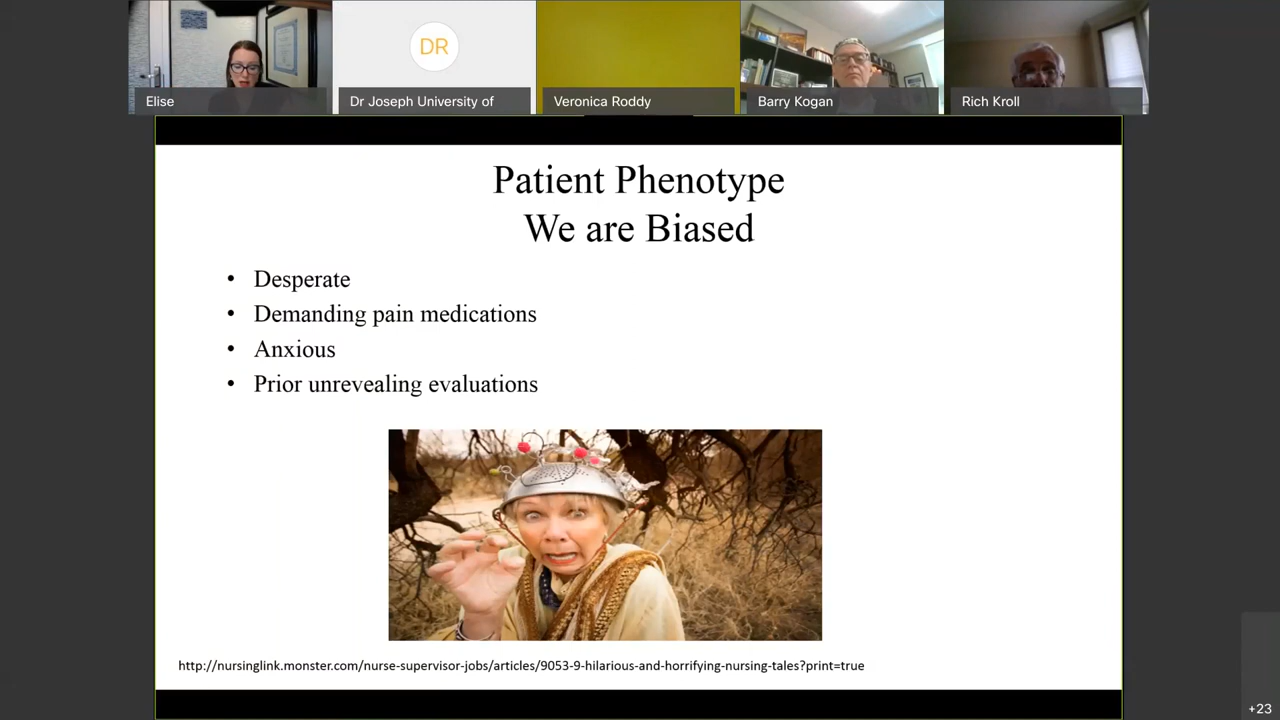 DR
Elise
Dr Joseph University of
Veronica Roddy
Barry Kogan
Rich Kroll
Patient Phenotype
We are Biased
• Desperate
• Demanding pain medications
• Anxious
• Prior unrevealing evaluations
http://nursinglink.monster.com/nurse-supervisor-jobs/articles/9053-9-hilarious-and-horrifying-nursing-tales?print=true
+23